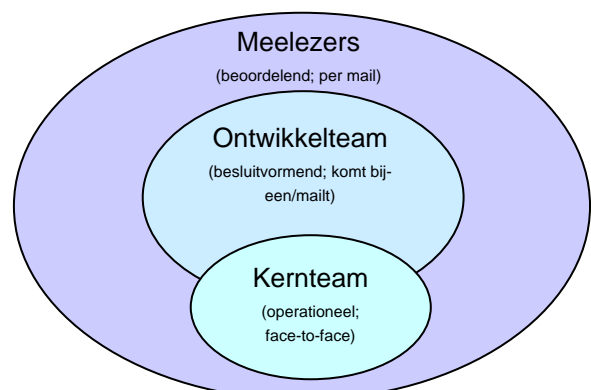 Meelezers
(beoordelend; per mail)
Ontwikkelteam
(besluitvormend; komt bij-
een/mailt)
Kernteam
(operationeel;
face-to-face)